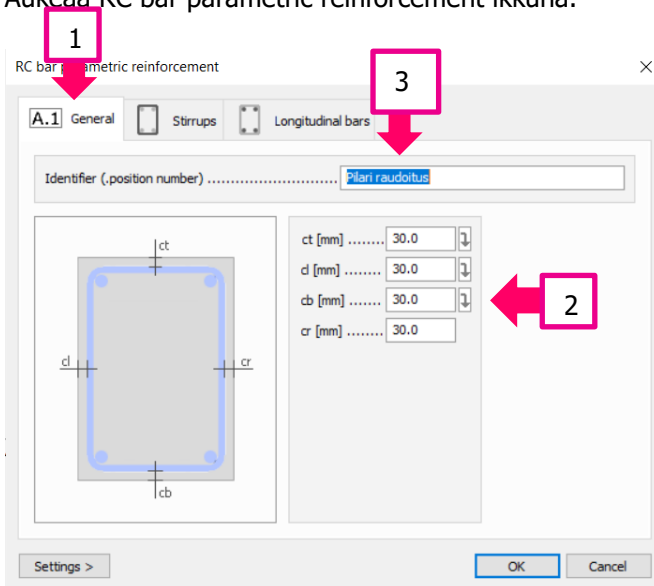 Aukeaa RC bar parametric reinforcement ikkuna.
1
RC bar parametric reinforcement
3
A.1 General Stirrups Longitudinal bars
Identifier (.position number) ............................. Pilari raudoitus
ct
ct [mm] ........ 30.0
cl [mm] ........ 30.0
cb [mm] ....... 30.0
2
cr [mm] ........ 30.0
cl cr
cb
Settings > OK Cancel